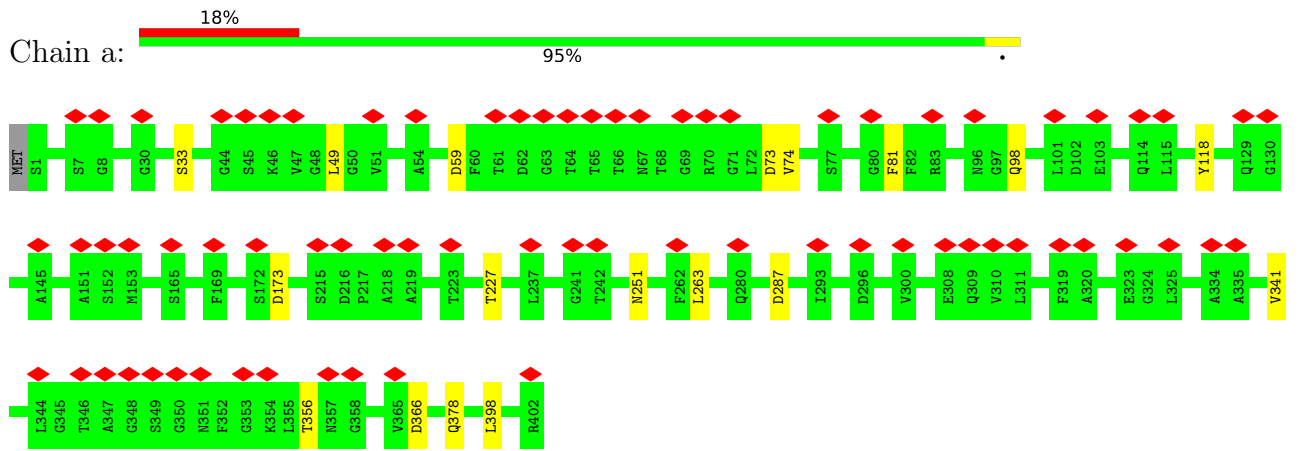 18%
Chain a:
95%
.
MET S1 S7 G8 G30 S33 G44 S45 K46 V47 G48 L49 G50 V51 A54 D59 F60 T61 D62 G63 T64 T65 T66 N67 T68 G69 R70 G71 L72 D73 V74 S77 G80 F81 F82 R83 N96 G97 Q98 L101 D102 E103 Q114 L115 Y118 Q129 G130
A145 A151 S152 M153 S165 F169 S172 D173 S215 D216 P217 A218 A219 T223 T227 L237 G241 T242 N251 F262 L263 Q280 D287 I293 D296 V300 E308 Q309 V310 L311 F319 A320 E323 G324 L325 A334 A335 V341
L344 G345 T346 A347 G348 S349 G350 N351 F352 G353 K354 L355 T356 N357 G358 V365 D366 Q378 L398 R402